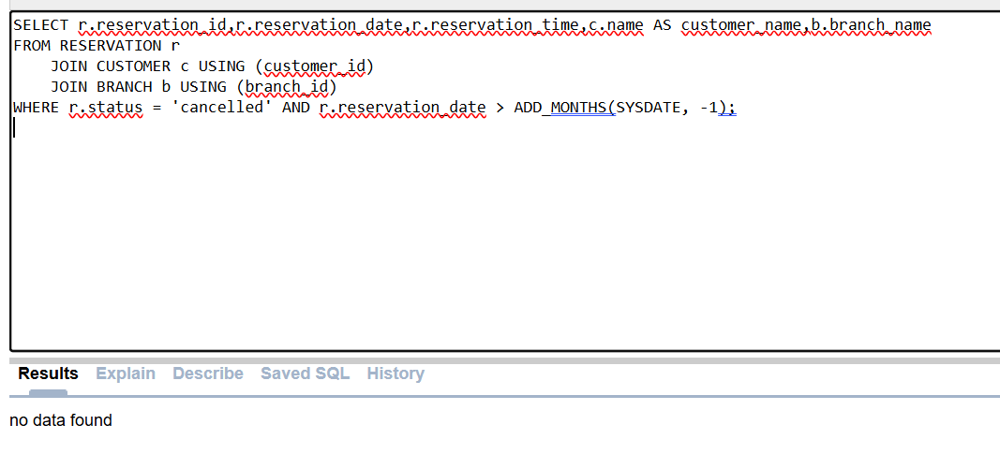 SELECT r.reservation_id,r.reservation_date,r.reservation_time,c.name AS customer_name,b.branch_name
FROM RESERVATION r
    JOIN CUSTOMER c USING (customer_id)
    JOIN BRANCH b USING (branch_id)
WHERE r.status = 'cancelled' AND r.reservation_date > ADD_MONTHS(SYSDATE, -1);
Results Explain Describe Saved SQL History
no data found